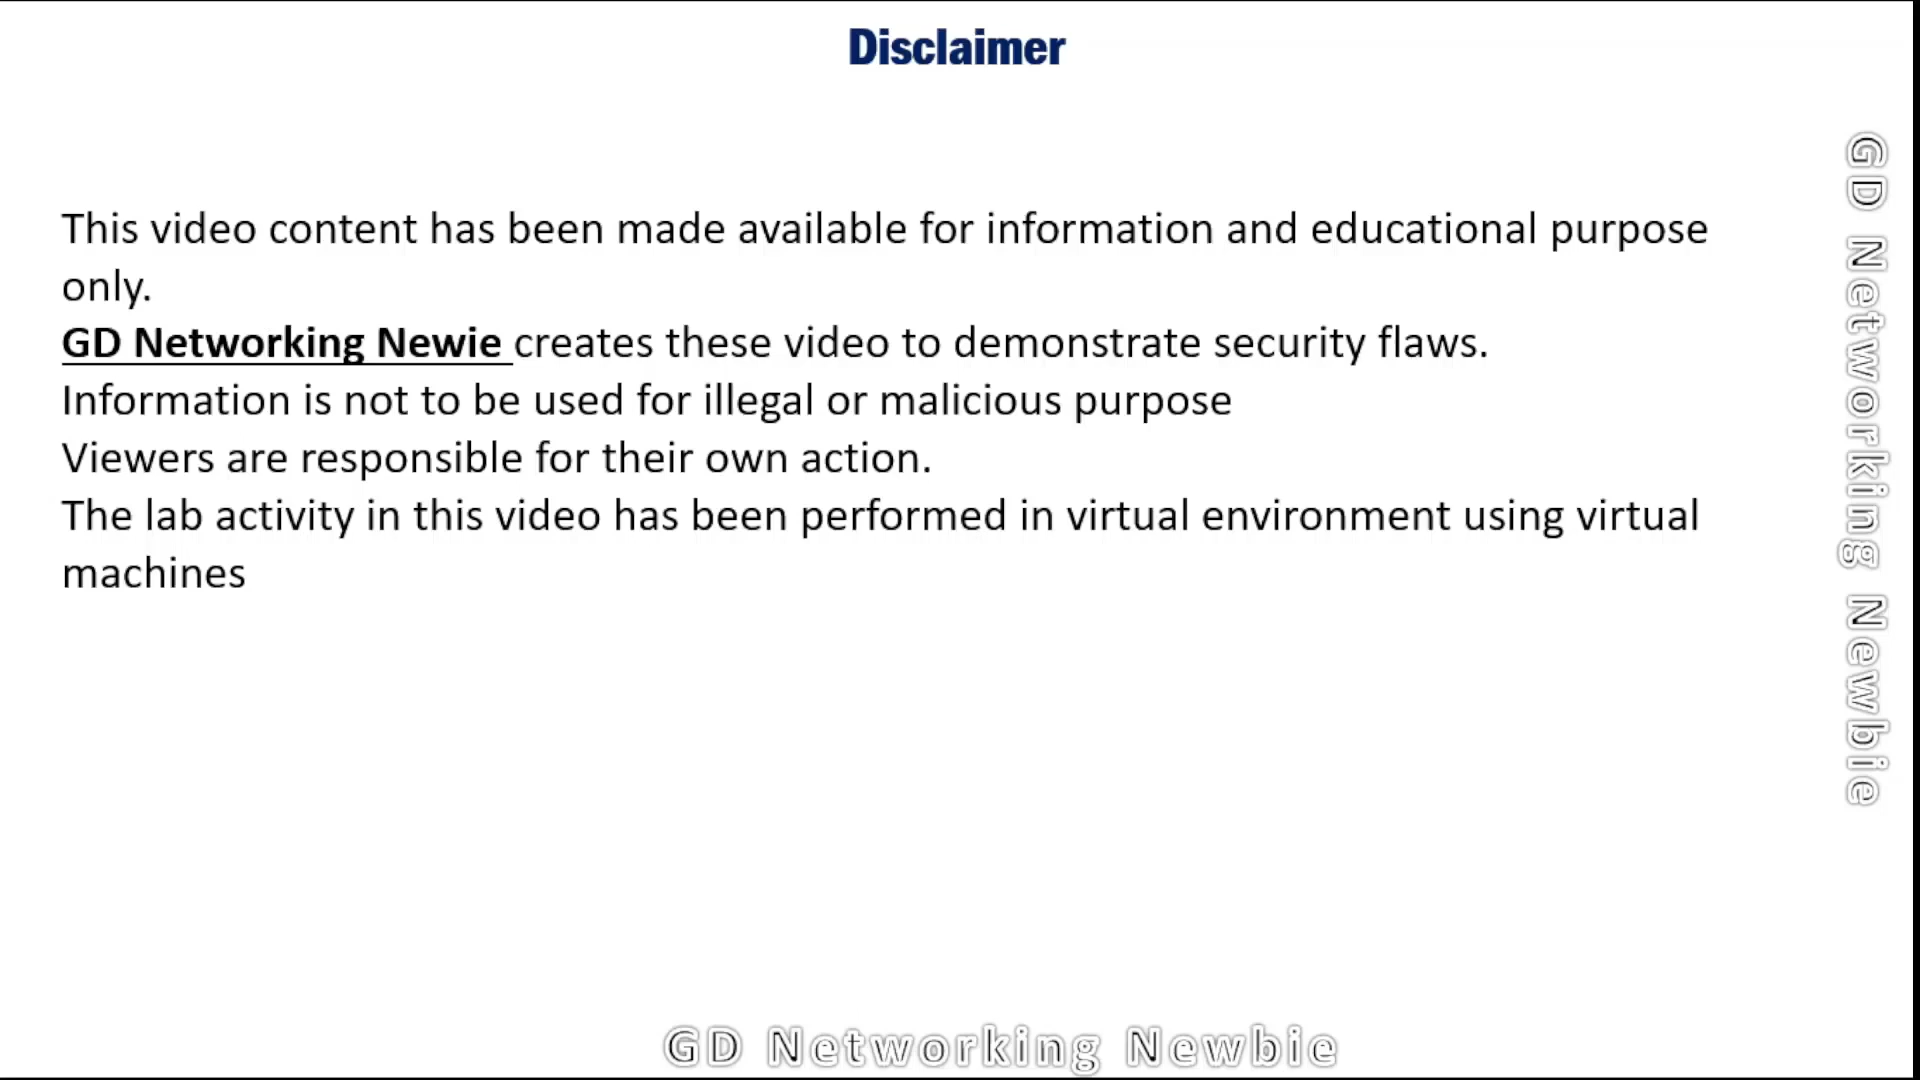 Disclaimer
This video content has been made available for information and educational purpose
only.
GD Networking Newie creates these video to demonstrate security flaws.
Information is not to be used for illegal or malicious purpose
Viewers are responsible for their own action.
The lab activity in this video has been performed in virtual environment using virtual
machines
GD Networking Newbie
GD Networking Newbie